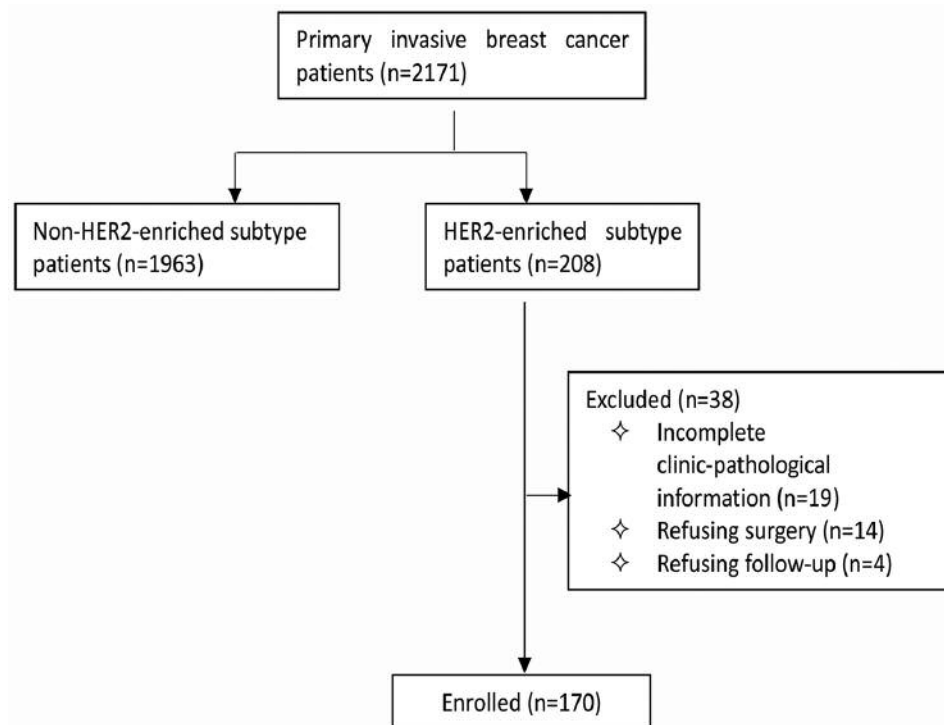 Primary invasive breast cancer
patients (n=2171)
Non-HER2-enriched subtype
patients (n=1963)
HER2-enriched subtype
patients (n=208)
Excluded (n=38)
✧ Incomplete
clinic-pathological
information (n=19)
✧ Refusing surgery (n=14)
✧ Refusing follow-up (n=4)
Enrolled (n=170)